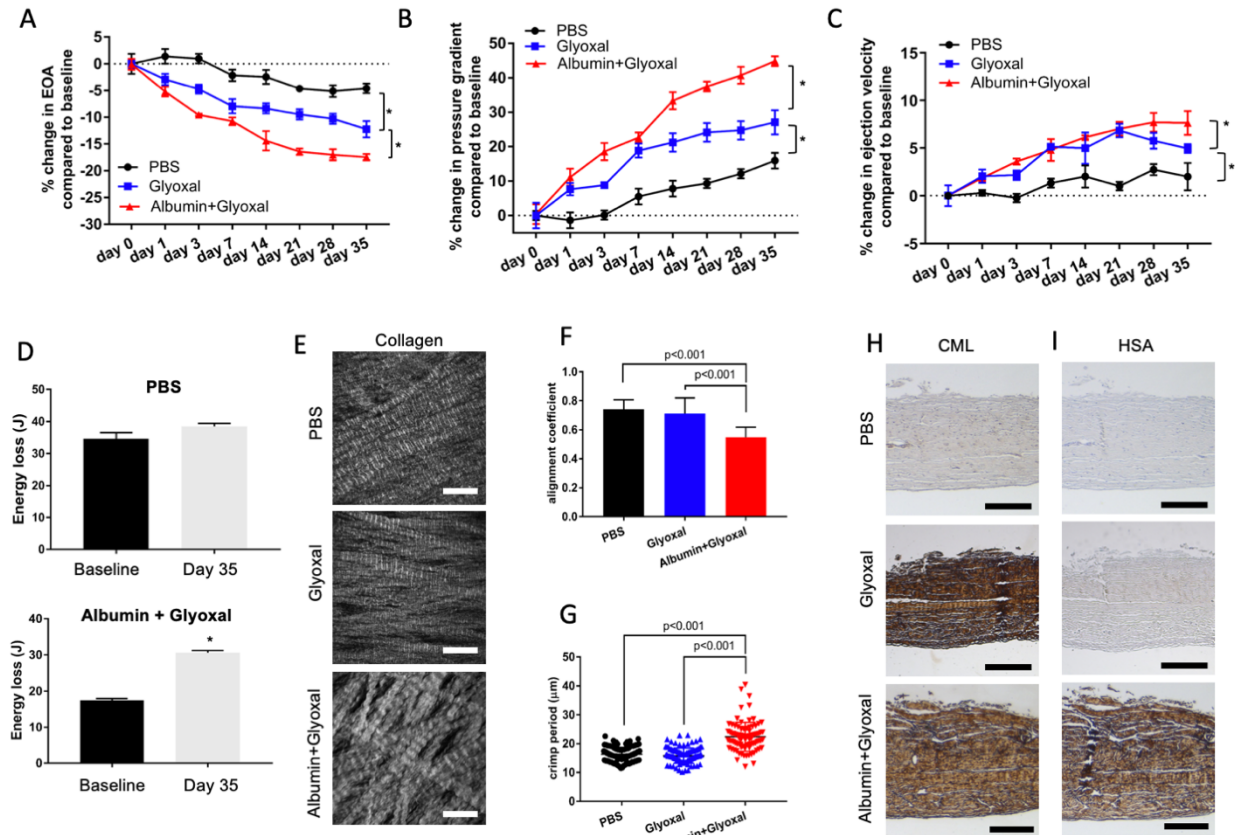 A
% change in EOA
compared to baseline
5
0
-5
-10
-15
-20
-25
-30
PBS
Glyoxal
Albumin+Glyoxal
*
*
day 0
day 1
day 3
day 7
day 14
day 21
day 28
day 35
B
PBS
Glyoxal
Albumin+Glyoxal
% change in pressure gradient
compared to baseline
50
40
30
20
10
0
*
*
day 0
day 1
day 3
day 7
day 14
day 21
day 28
day 35
C
PBS
Glyoxal
Albumin+Glyoxal
% change in ejection velocity
compared to baseline
15
10
5
0
-5
*
*
day 0
day 1
day 3
day 7
day 14
day 21
day 28
day 35
D
PBS
Energy loss (J)
50
40
30
20
10
0
Baseline
Day 35
Albumin + Glyoxal
Energy loss (J)
40
30
20
10
0
*
Baseline
Day 35
E
Collagen
PBS
Glyoxal
Albumin+Glyoxal
F
p<0.001
p<0.001
alignment coefficient
1.0
0.8
0.6
0.4
0.2
0.0
PBS
Glyoxal
Albumin+Glyoxal
G
p<0.001
p<0.001
crimp period (μm)
50
40
30
20
10
0
PBS
Glyoxal
H
CML
PBS
Glyoxal
Albumin+Glyoxal
I
HSA